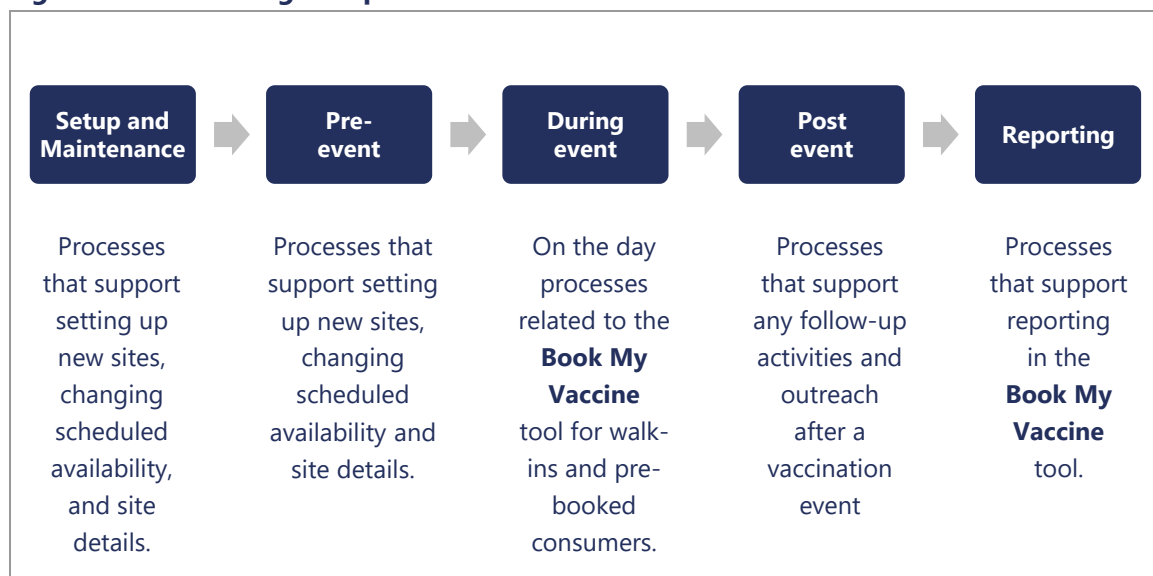 Setup and
Maintenance
Pre-
event
During
event
Post
event
Reporting
Processes
that support
setting up
new sites,
changing
scheduled
availability,
and site
details.
Processes that
support setting
up new sites,
changing
scheduled
availability and
site details.
On the day
processes
related to the
Book My
Vaccine
tool for walk-
ins and pre-
booked
consumers.
Processes
that support
any follow-up
activities and
outreach
after a
vaccination
event
Processes
that support
reporting
in the
Book My
Vaccine
tool.